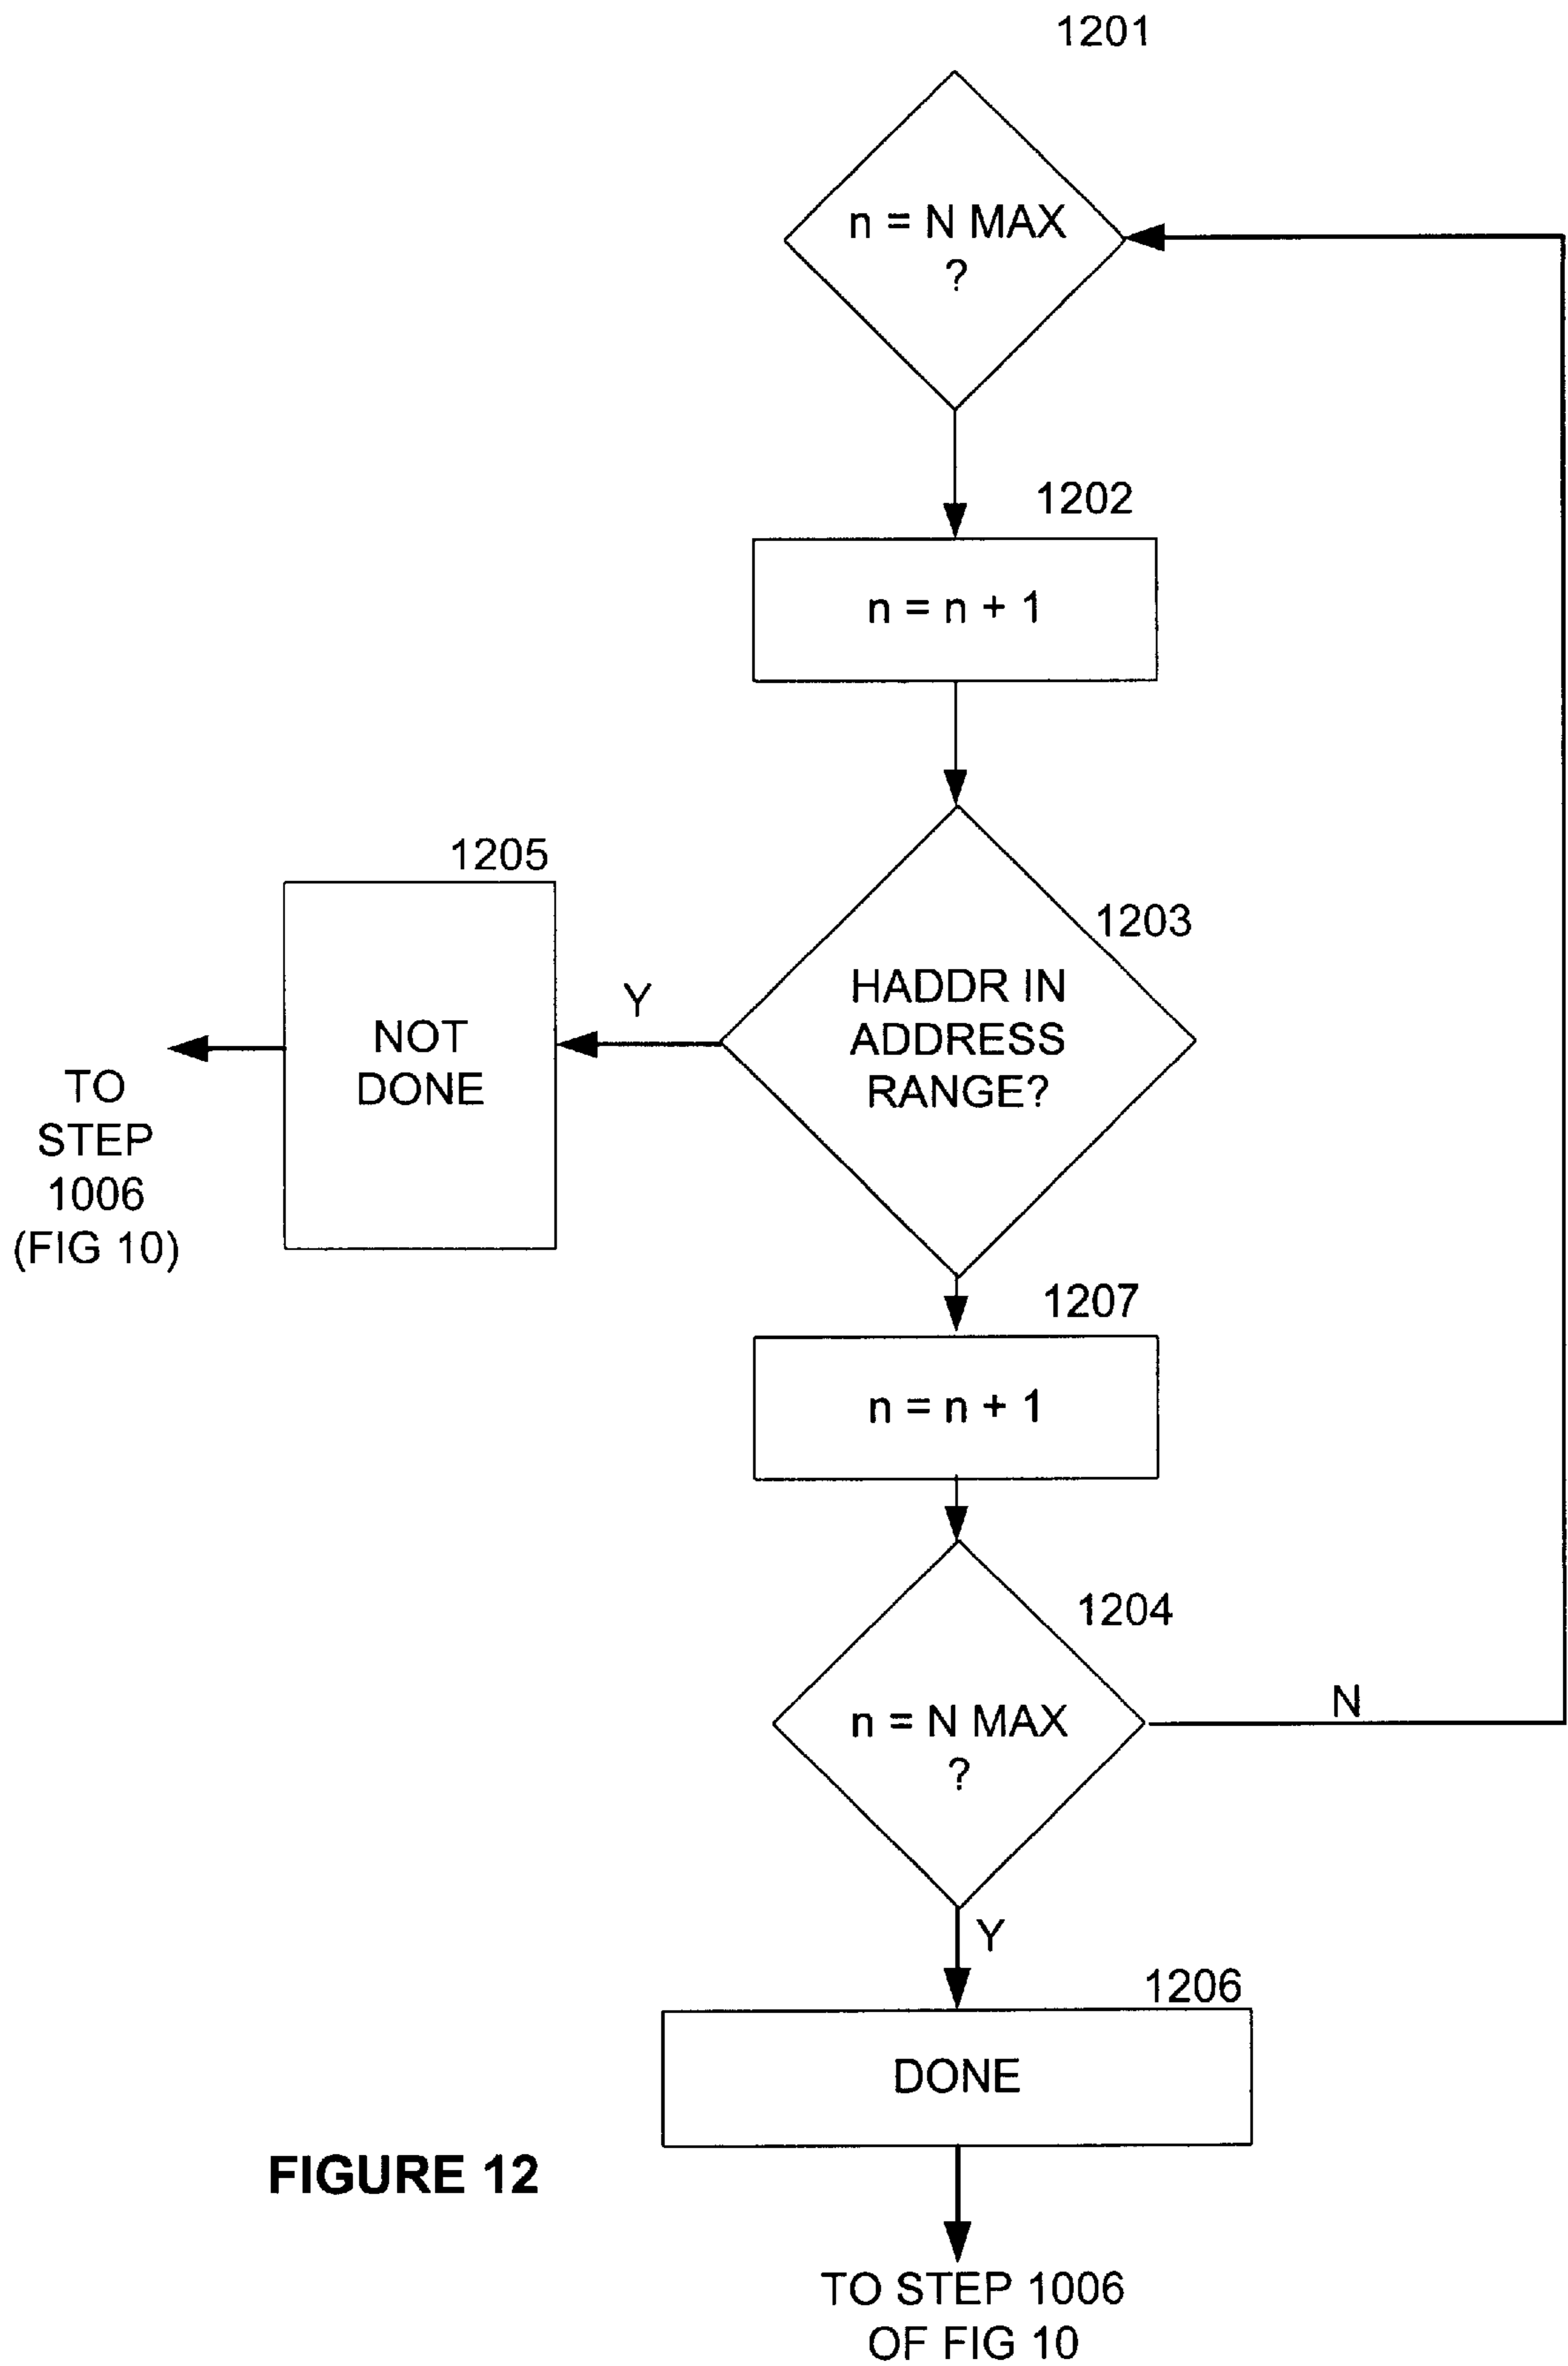 1201
n = N MAX
?
1202
n = n + 1
1205
1203
HADDR IN
ADDRESS
RANGE?
Y
NOT
DONE
TO
STEP
1006
(FIG 10)
1207
n = n + 1
1204
n = N MAX
?
N
Y
1206
DONE
FIGURE 12
TO STEP 1006
OF FIG 10